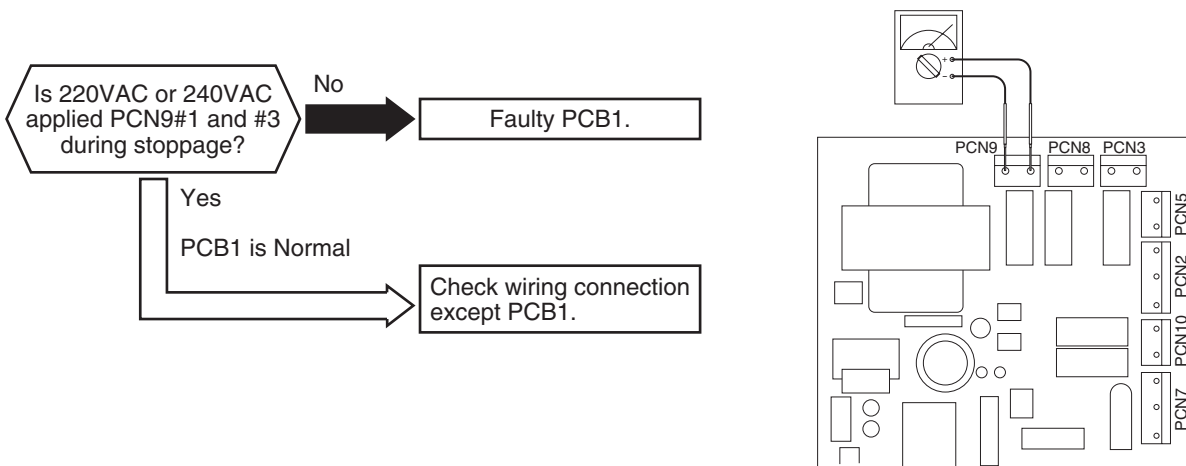 Is 220VAC or 240VAC
applied PCN9#1 and #3
during stoppage?
No
Faulty PCB1.
Yes
PCB1 is Normal
Check wiring connection
except PCB1.
+
-
PCN9
PCN8
PCN3
PCN5
PCN2
PCN10
PCN7